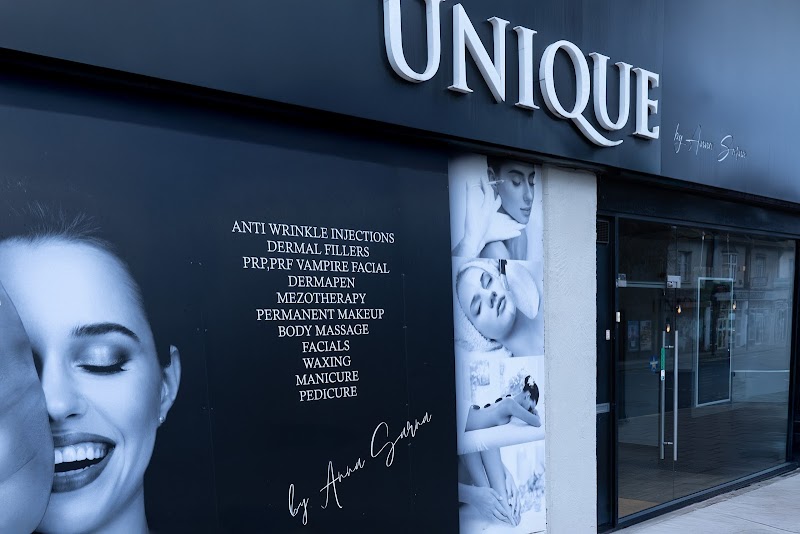 UNIQUE
by Anna Sarna
ANTI WRINKLE INJECTIONS
DERMAL FILLERS
PRP,PRF VAMPIRE FACIAL
DERMAPEN
MEZOTHERAPY
PERMANENT MAKEUP
BODY MASSAGE
FACIALS
WAXING
MANICURE
PEDICURE
by Anna Sarna